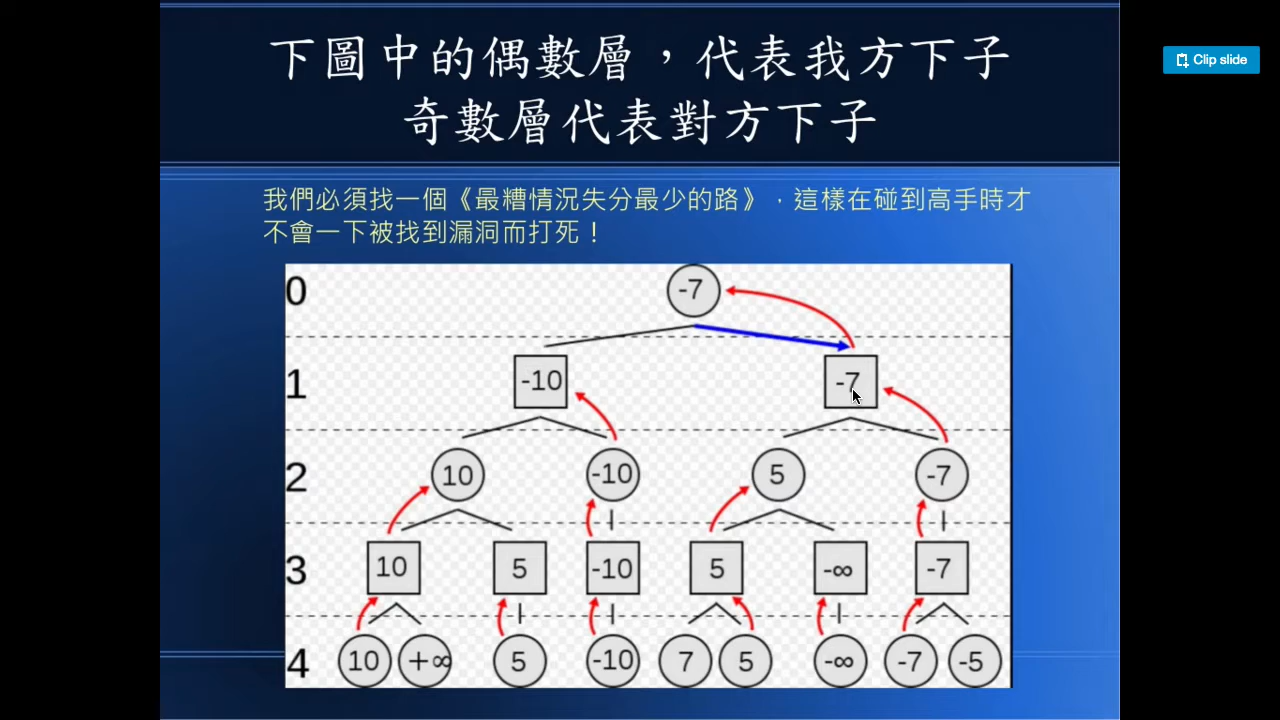 下圖中的偶數層，代表我方下子
Clip slide
奇數層代表對方下子
我們必須找一個《最糟情況失分最少的路》，這樣在碰到高手時才
不會一下被找到漏洞而打死！
0 -7
1 -10 -7
2 10 -10 5 -7
3 10 5 -10 5 -∞ -7
4 10 +∞ 5 -10 7 5 -∞ -7 -5